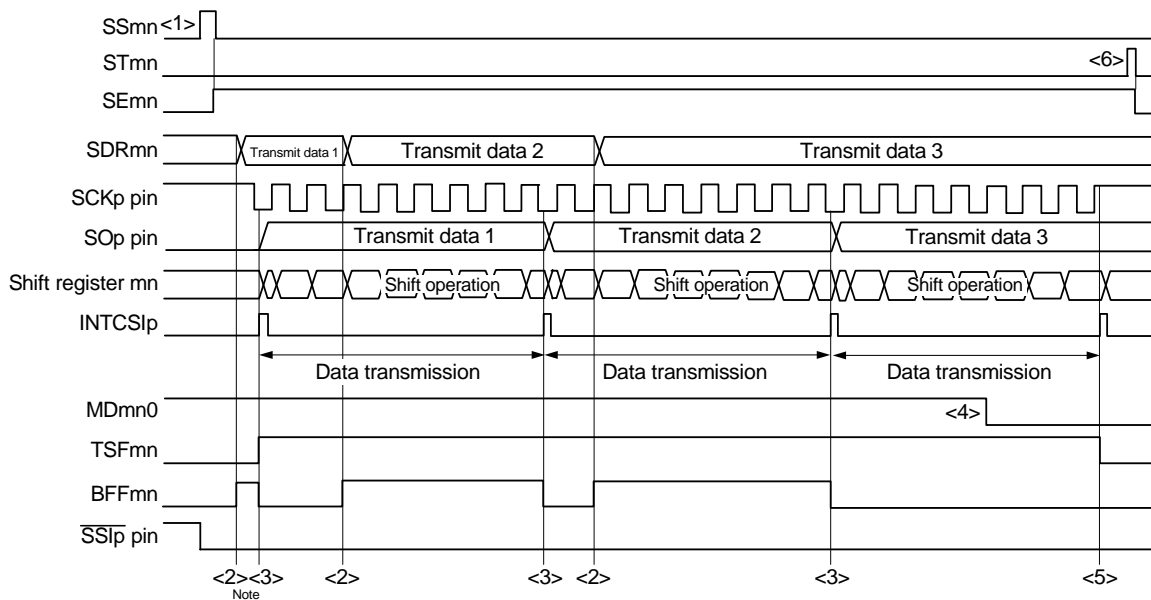 SSmn <1>
STmn <6>
SEmn
SDRmn Transmit data 1 Transmit data 2 Transmit data 3
SCKp pin
SOp pin Transmit data 1 Transmit data 2 Transmit data 3
Shift register mn Shift operation Shift operation Shift operation
INTCSIp
Data transmission Data transmission Data transmission
MDmn0 <4>
TSFmn
BFFmn
SSIp pin
<2> <3> <2> <3> <2> <3> <5>
Note